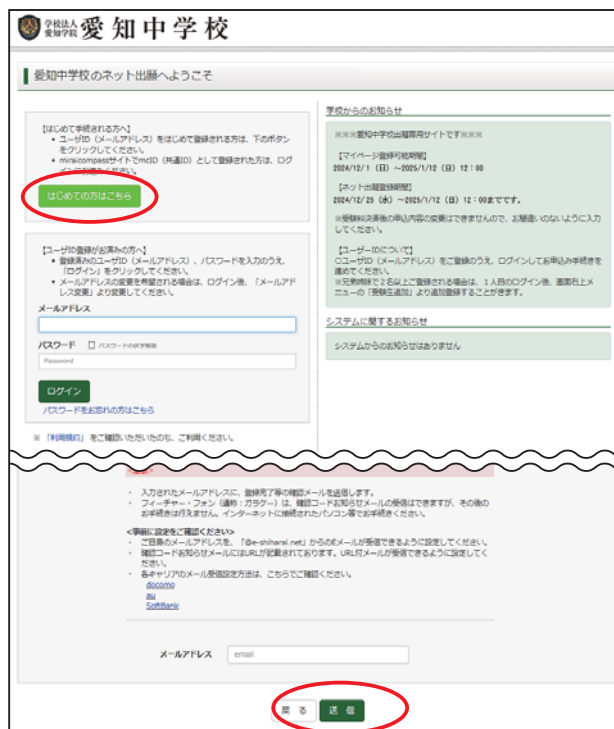 学校法人
愛知学院
愛知中学校
愛知中学校のネット出願へようこそ
【はじめて手続される方へ】
• ユーザID（メールアドレス）をはじめて登録される方は、下のボタン
をクリックしてください。
• miraicompassサイトでmcID（共通ID）として登録された方は、ログ
はじめての方はこちら
【ユーザID登録がお済みの方へ】
• 登録済みのユーザID（メールアドレス）、パスワードを入力のうえ、
「ログイン」をクリックしてください。
• メールアドレスの変更を希望される場合は、ログイン後、「メールアド
レス変更」より変更してください。
メールアドレス
パスワード □ パスワードの伏字解除
Password
ログイン
パスワードをお忘れの方はこちら
※ 「利用規約」をご確認いただいたのち、ご利用ください。
学校からのお知らせ
※※※愛知中学校出願専用サイトです※※※
【マイページ登録可能期間】
2024/12/1（日）～2025/1/12（日）12：00
【ネット出願登録期間】
2024/12/25（水）～2025/1/12（日）12：00までです。
※受験料決済後の申込内容の変更はできませんので、お間違いのないように入力
してください。
【ユーザーIDについて】
○ユーザID（メールアドレス）をご登録のうえ、ログインしてお申込み手続きを
進めてください。
※兄弟姉妹で2名以上ご登録される場合は、1人目のログイン後、画面右上メ
ニューの「受験生追加」より追加登録することができます。
システムに関するお知らせ
システムからのお知らせはありません
・ 入力されたメールアドレスに、登録完了等の確認メールを送信します。
・ フィーチャー・フォン（通称：ガラケー）は、確認コードお知らせメールの受信はできますが、その後の
お手続きは行えません。インターネットに接続されたパソコン等でお手続きください。
<事前に設定をご確認ください>
・ ご自身のメールアドレスを、「@e-shiharai.net」からのEメールが受信できるように設定してください。
・ 確認コードお知らせメールにはURLが記載されております。URL付メールが受信できるように設定してく
ださい。
・ 各キャリアのメール受信設定方法は、こちらでご確認ください。
docomo
au
SoftBank
メールアドレス email
戻る 送信